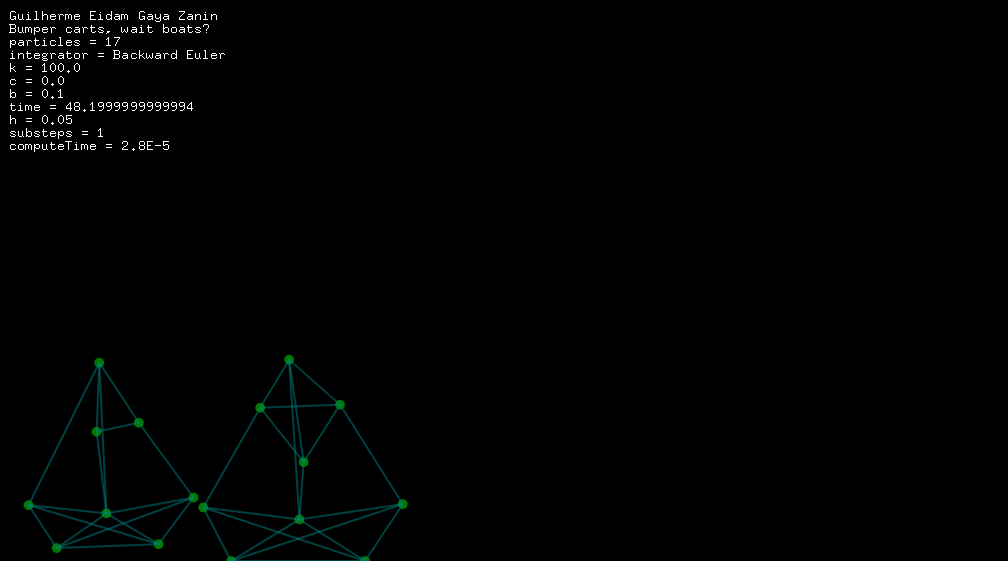 Guilherme Eidam Gaya Zanin
Bumper carts, wait boats?
particles = 17
integrator = Backward Euler
k = 100.0
c = 0.0
b = 0.1
time = 48.1999999999994
h = 0.05
substeps = 1
computeTime = 2.8E-5